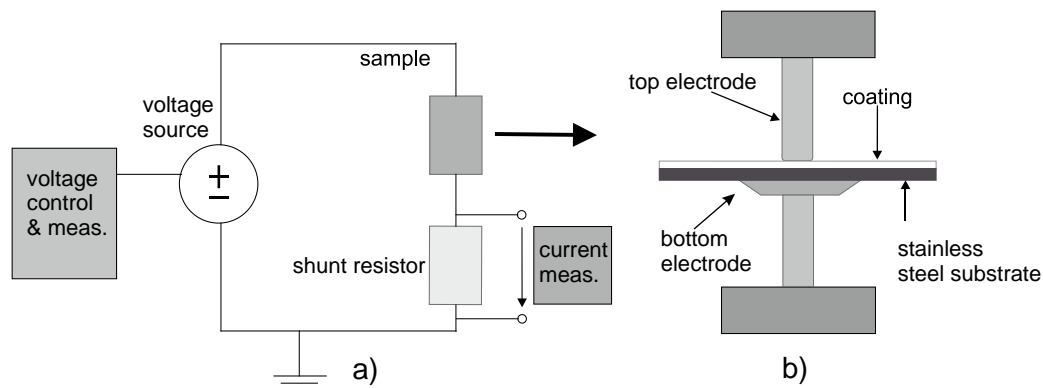 sample
voltage
source
+
−
voltage
control
& meas.
shunt resistor
current
meas.
a)
top electrode
coating
bottom
electrode
stainless
steel substrate
b)